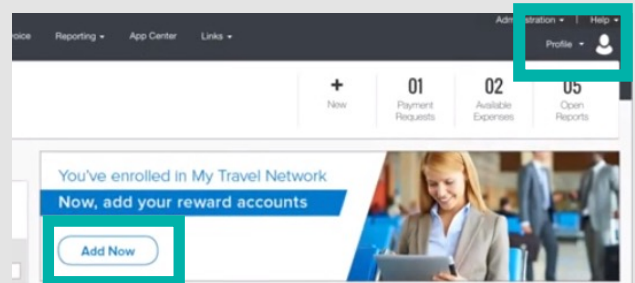 Administration Help
oice Reporting App Center Links
Profile
+ 01 02 05
New Payment Requests Available Expenses Open Reports
You've enrolled in My Travel Network
Now, add your reward accounts
Add Now